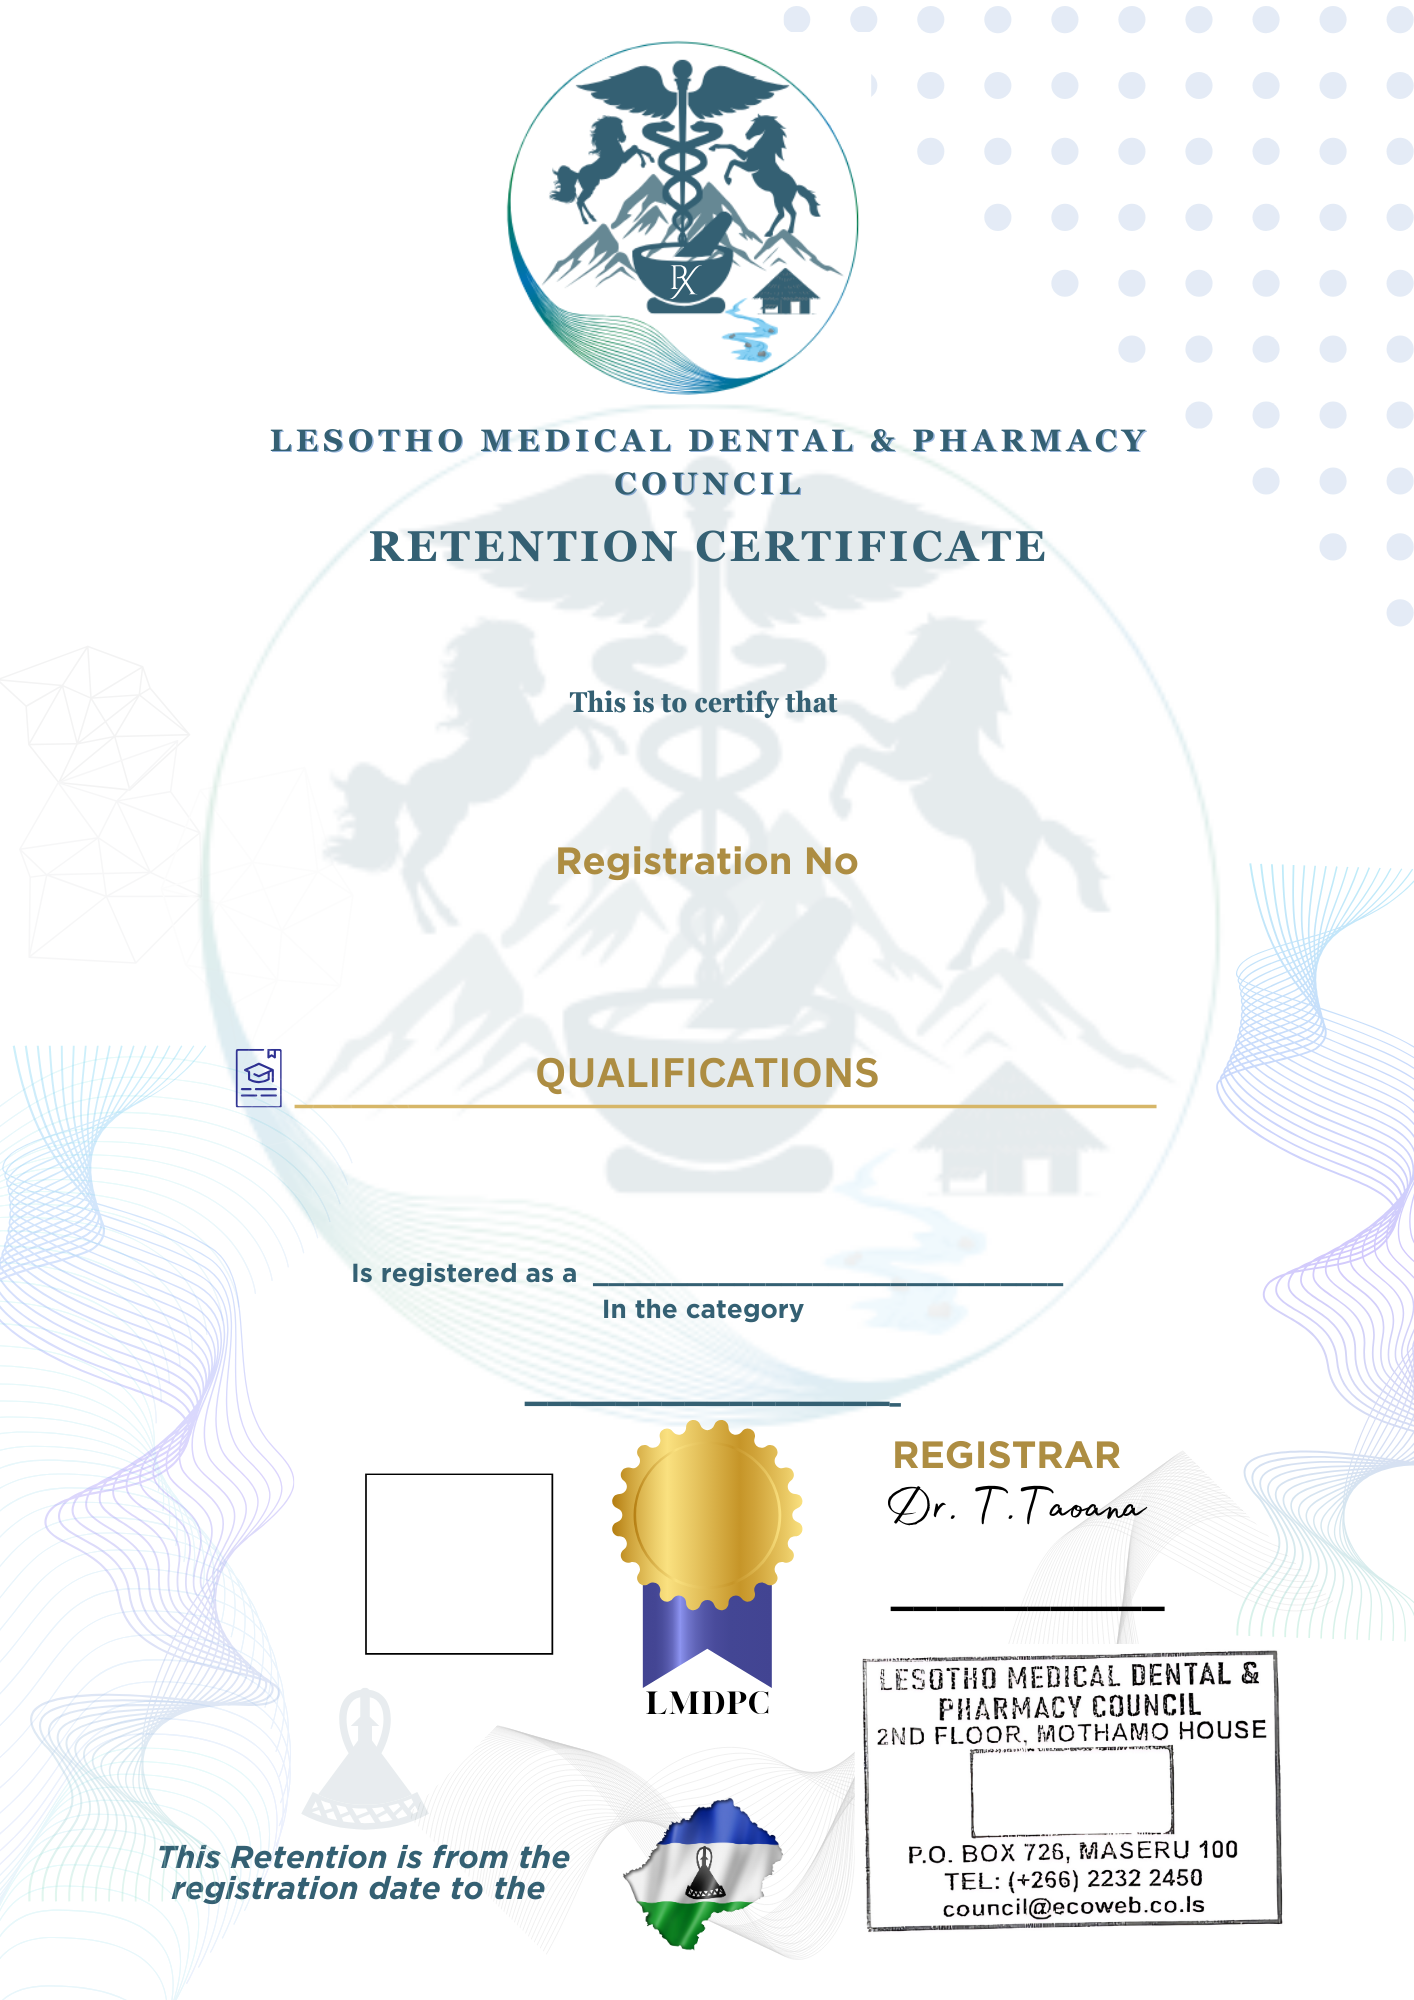 RX
LESOTHO MEDICAL DENTAL & PHARMACY
COUNCIL
RETENTION CERTIFICATE
This is to certify that
Registration No
QUALIFICATIONS
Is registered as a
In the category
REGISTRAR
Dr. T.Taoana
LMDPC
LESOTHO MEDICAL DENTAL &
PHARMACY COUNCIL
2ND FLOOR, MOTHAMO HOUSE
P.O. BOX 726, MASERU 100
TEL: (+266) 2232 2450
council@ecoweb.co.ls
This Retention is from the
registration date to the